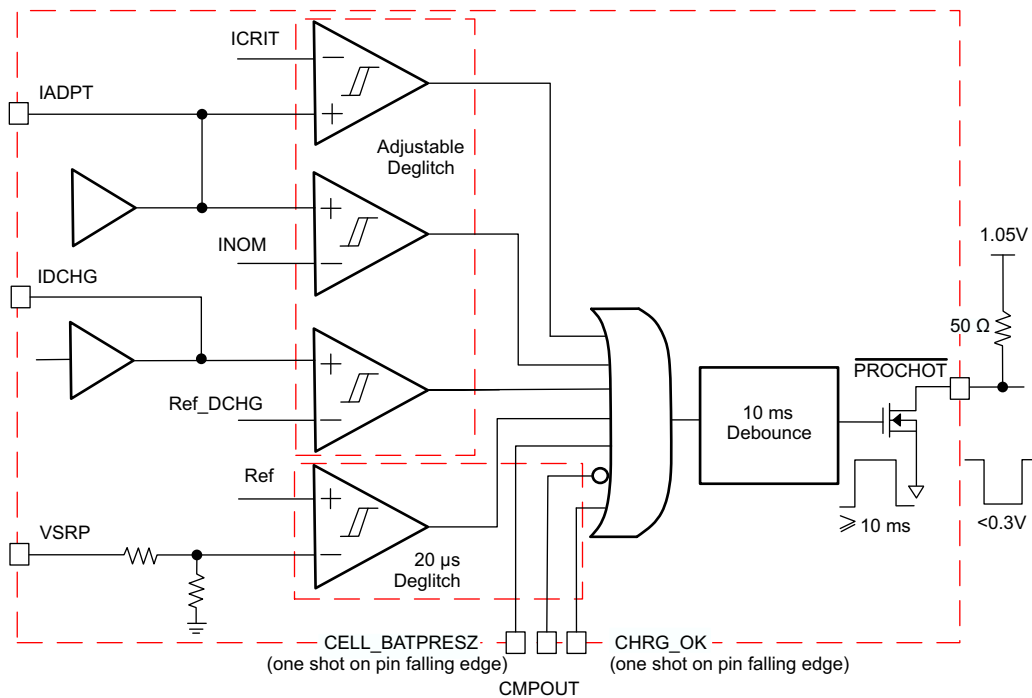 ICRIT
−
+
IADPT
Adjustable
Deglitch
+
INOM
−
1.05V
IDCHG
50 Ω
+
PROCHOT
Ref_DCHG
−
10 ms
Debounce
Ref
+
⩾ 10 ms
<0.3V
VSRP
−
20 µs
Deglitch
CELL_BATPRESZ
(one shot on pin falling edge)
CHRG_OK
(one shot on pin falling edge)
CMPOUT